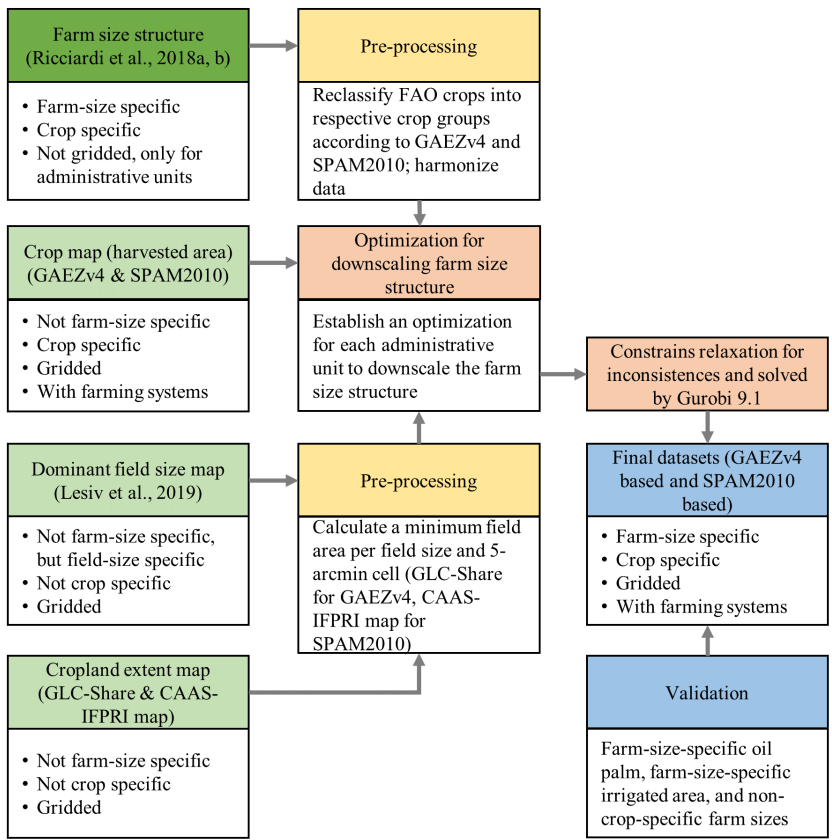 Farm size structure
(Ricciardi et al., 2018a, b)
• Farm-size specific
• Crop specific
• Not gridded, only for
administrative units
Pre-processing
Reclassify FAO crops into
respective crop groups
according to GAEZv4 and
SPAM2010; harmonize
data
Crop map (harvested area)
(GAEZv4 & SPAM2010)
• Not farm-size specific
• Crop specific
• Gridded
• With farming systems
Optimization for
downscaling farm size
structure
Establish an optimization
for each administrative
unit to downscale the farm
size structure
Constrains relaxation for
inconsistences and solved
by Gurobi 9.1
Dominant field size map
(Lesiv et al., 2019)
• Not farm-size specific,
but field-size specific
• Not crop specific
• Gridded
Pre-processing
Calculate a minimum field
area per field size and 5-
arcmin cell (GLC-Share
for GAEZv4, CAAS-
IFPRI map for
SPAM2010)
Final datasets (GAEZv4
based and SPAM2010
based)
• Farm-size specific
• Crop specific
• Gridded
• With farming systems
Cropland extent map
(GLC-Share & CAAS-
IFPRI map)
• Not farm-size specific
• Not crop specific
• Gridded
Validation
Farm-size-specific oil
palm, farm-size-specific
irrigated area, and non-
crop-specific farm sizes